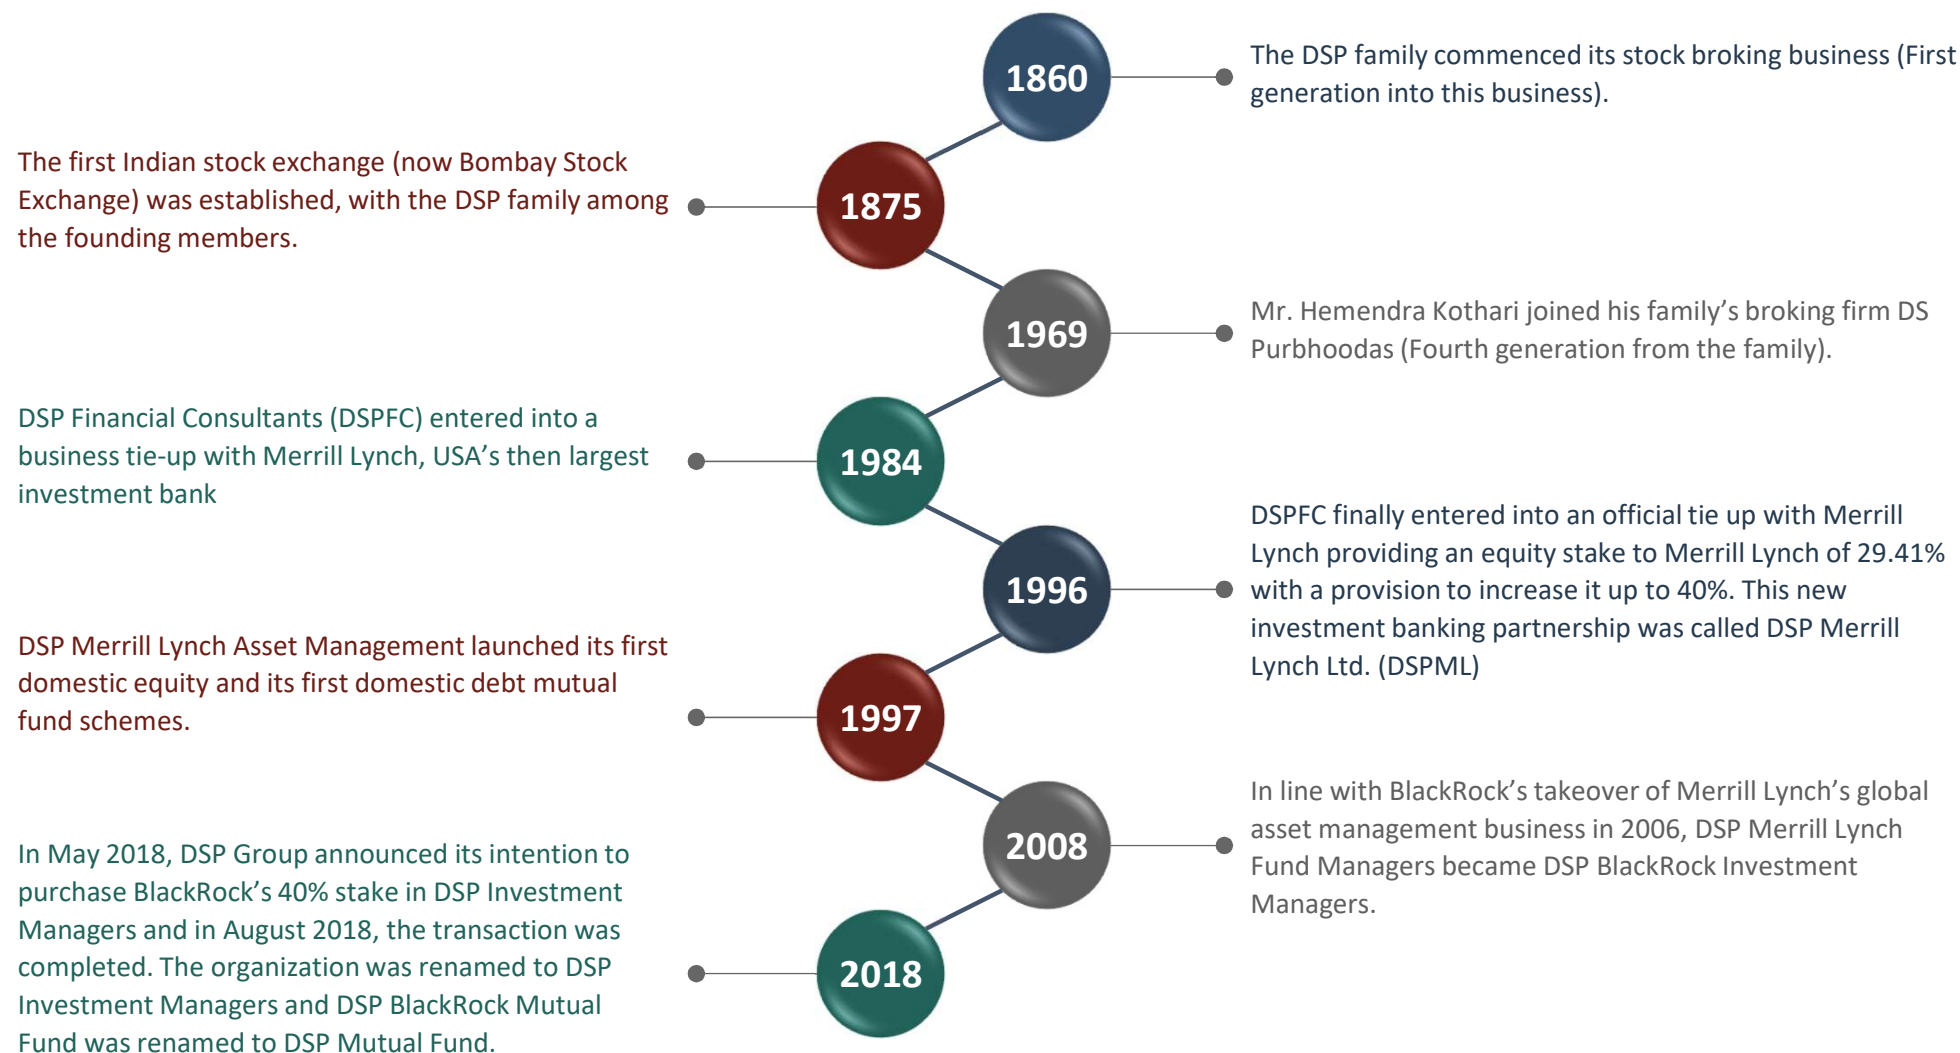 1860
The DSP family commenced its stock broking business (First
generation into this business).
The first Indian stock exchange (now Bombay Stock
Exchange) was established, with the DSP family among
the founding members.
1875
1969
Mr. Hemendra Kothari joined his family’s broking firm DS
Purbhoodas (Fourth generation from the family).
DSP Financial Consultants (DSPFC) entered into a
business tie-up with Merrill Lynch, USA’s then largest
investment bank
1984
1996
DSPFC finally entered into an official tie up with Merrill
Lynch providing an equity stake to Merrill Lynch of 29.41%
with a provision to increase it up to 40%. This new
investment banking partnership was called DSP Merrill
Lynch Ltd. (DSPML)
DSP Merrill Lynch Asset Management launched its first
domestic equity and its first domestic debt mutual
fund schemes.
1997
2008
In line with BlackRock’s takeover of Merrill Lynch’s global
asset management business in 2006, DSP Merrill Lynch
Fund Managers became DSP BlackRock Investment
Managers.
In May 2018, DSP Group announced its intention to
purchase BlackRock’s 40% stake in DSP Investment
Managers and in August 2018, the transaction was
completed. The organization was renamed to DSP
Investment Managers and DSP BlackRock Mutual
Fund was renamed to DSP Mutual Fund.
2018